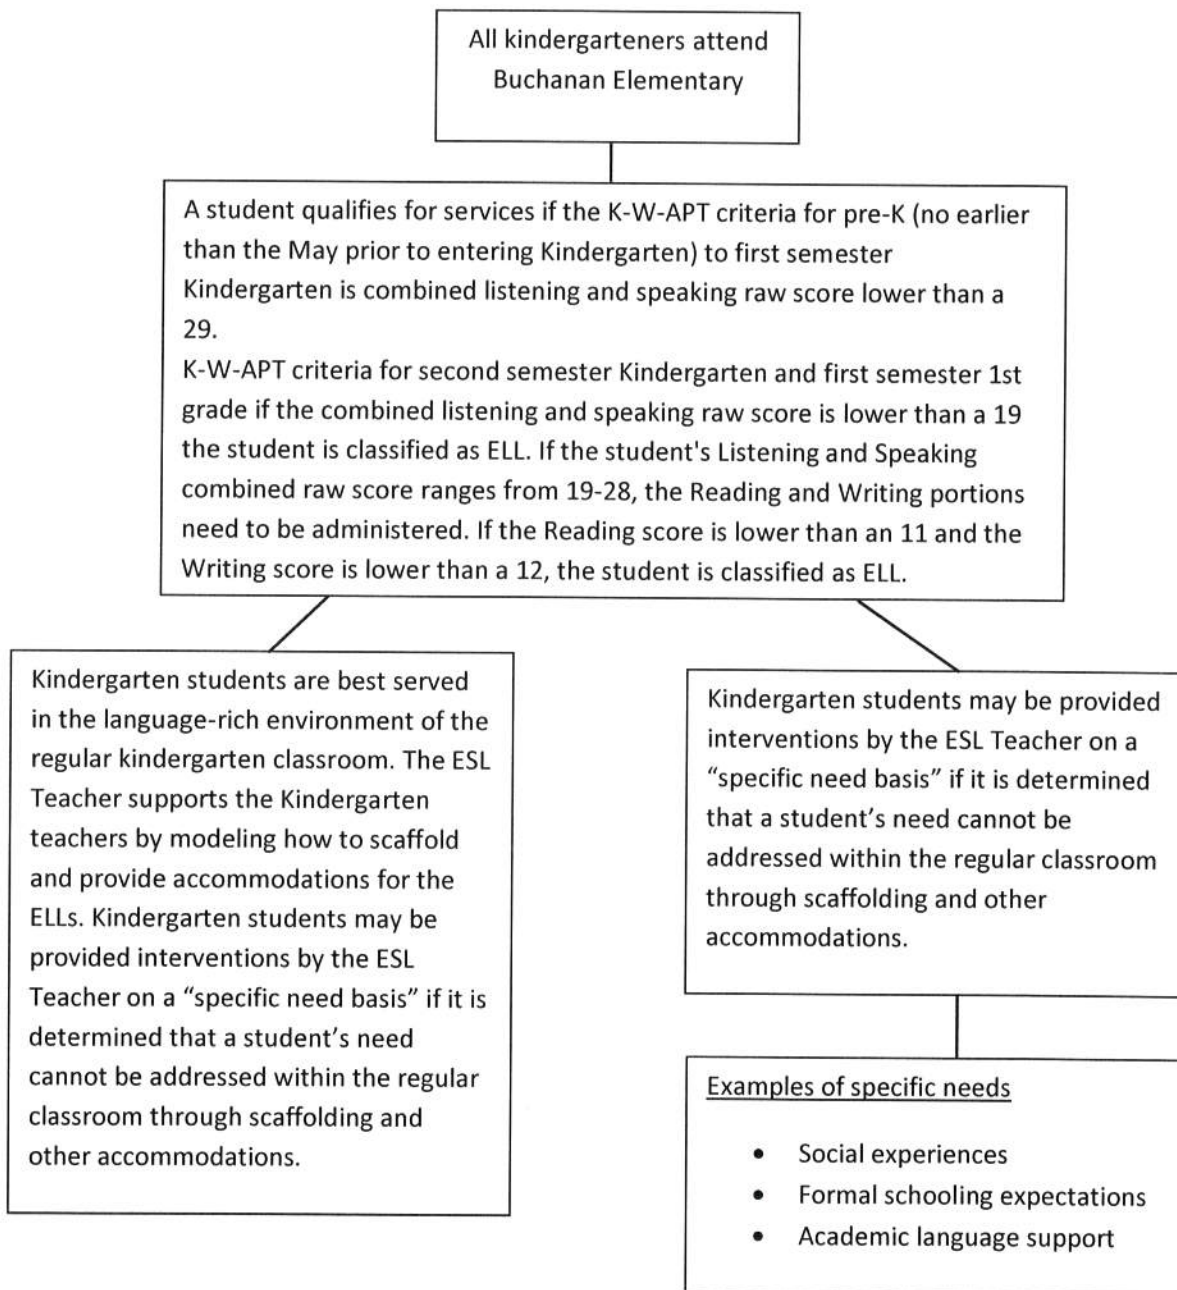 All kindergarteners attend
Buchanan Elementary
A student qualifies for services if the K-W-APT criteria for pre-K (no earlier
than the May prior to entering Kindergarten) to first semester
Kindergarten is combined listening and speaking raw score lower than a
29.
K-W-APT criteria for second semester Kindergarten and first semester 1st
grade if the combined listening and speaking raw score is lower than a 19
the student is classified as ELL. If the student's Listening and Speaking
combined raw score ranges from 19-28, the Reading and Writing portions
need to be administered. If the Reading score is lower than an 11 and the
Writing score is lower than a 12, the student is classified as ELL.
Kindergarten students are best served
in the language-rich environment of the
regular kindergarten classroom. The ESL
Teacher supports the Kindergarten
teachers by modeling how to scaffold
and provide accommodations for the
ELLs. Kindergarten students may be
provided interventions by the ESL
Teacher on a “specific need basis” if it is
determined that a student’s need
cannot be addressed within the regular
classroom through scaffolding and
other accommodations.
Kindergarten students may be provided
interventions by the ESL Teacher on a
“specific need basis” if it is determined
that a student’s need cannot be
addressed within the regular classroom
through scaffolding and other
accommodations.
Examples of specific needs
• Social experiences
• Formal schooling expectations
• Academic language support